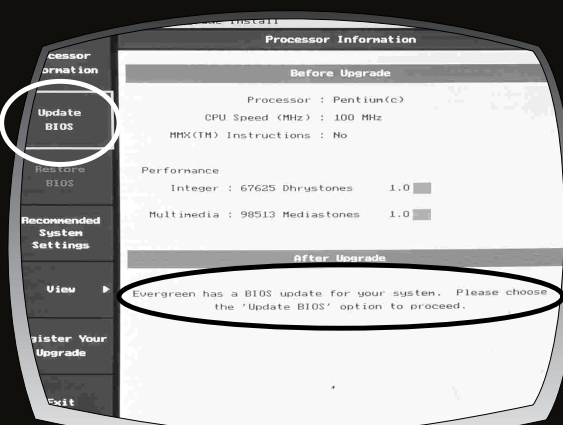 Install
Processor Information
Update
BIOS
Restore
BIOS
Recommended
System
Settings
View
Your
Upgrade
Exit
Before Upgrade
Processor : Pentium(c)
CPU Speed (MHz) : 100 MHz
MMX(TM) Instructions : No
Performance
Integer : 67625 Dhrystones 1.0
Multimedia : 98513 Mediastones 1.0
After Upgrade
Evergreen has a BIOS update for your system. Please choose
the 'Update BIOS' option to proceed.